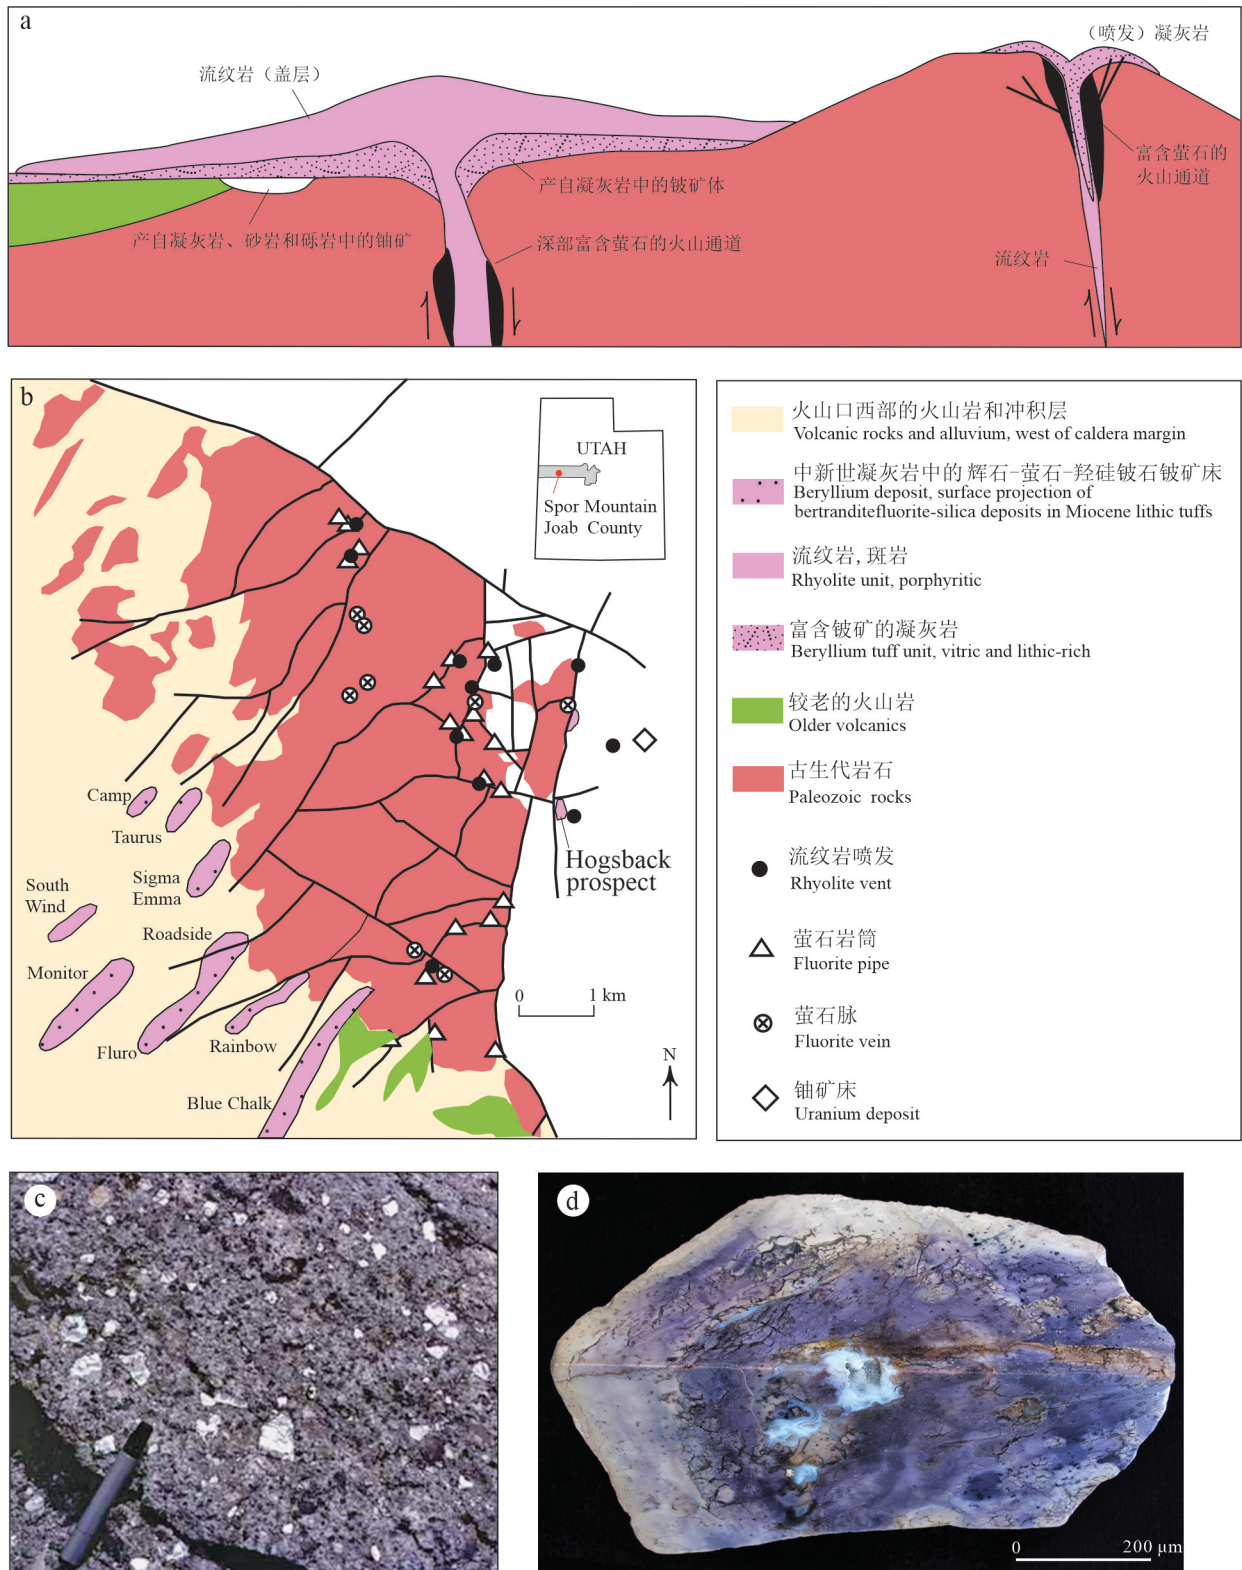 a
(喷发）凝灰岩
流纹岩（盖层）
富含萤石的
火山通道
产自凝灰岩中的铍矿体
产自凝灰岩、砂岩和砾岩中的铀矿
深部富含萤石的火山通道
流纹岩
b
UTAH
Spor Mountain
Joab County
Camp
Taurus
Sigma
Emma
South
Wind
Roadside
Monitor
Fluro
Rainbow
Blue Chalk
Hogsback
prospect
0 1 km
N
火山口西部的火山岩和冲积层
Volcanic rocks and alluvium, west of caldera margin
中新世凝灰岩中的 辉石-萤石-羟硅铍石铍矿床
Beryllium deposit, surface projection of
bertranditefluorite-silica deposits in Miocene lithic tuffs
流纹岩, 斑岩
Rhyolite unit, porphyritic
富含铍矿的凝灰岩
Beryllium tuff unit, vitric and lithic-rich
较老的火山岩
Older volcanics
古生代岩石
Paleozoic rocks
流纹岩喷发
Rhyolite vent
萤石岩筒
Fluorite pipe
萤石脉
Fluorite vein
铀矿床
Uranium deposit
c
d
0 200 μm